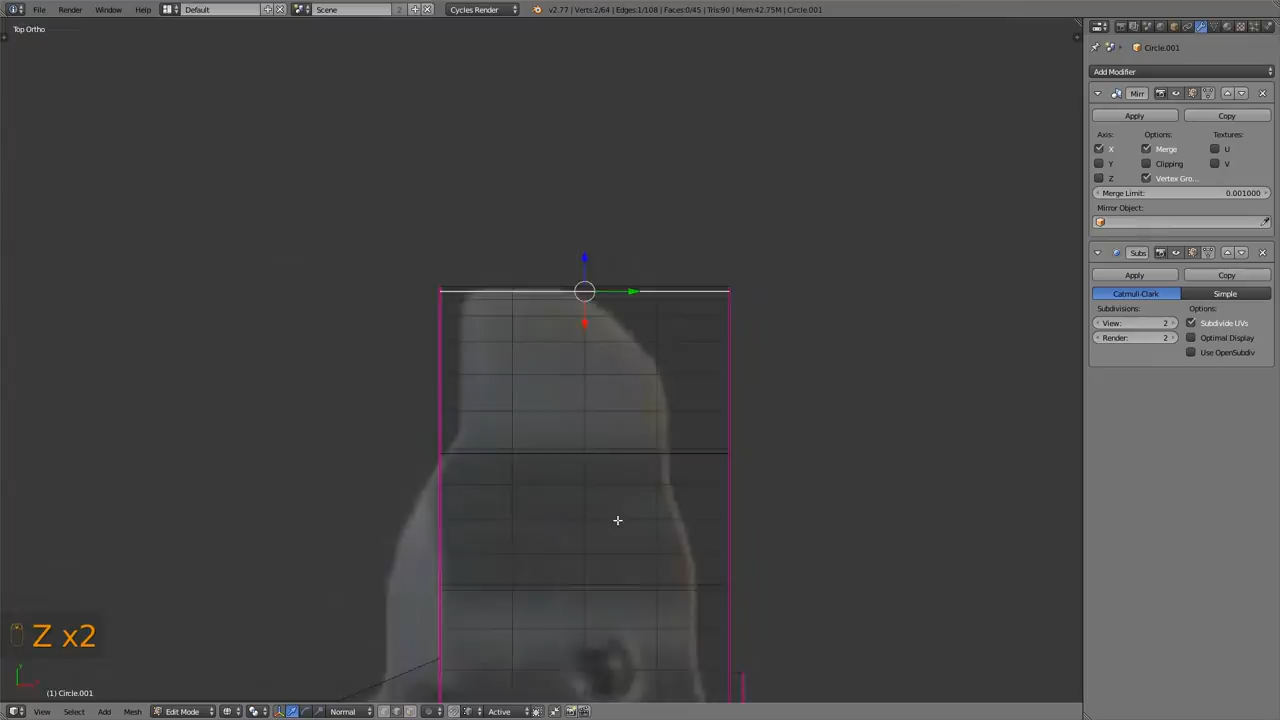 File Render Window Help Default Scene 2 Cycles Render v2.77 | Verts:2/64 | Edges:1/108 | Faces:0/45 | Tris:90 | Mem:42.75M | Circle.001
Top Ortho
Circle.001
Add Modifier
Mirr
Apply Copy
Axis: Options: Textures:
X Merge U
Y Clipping V
Z Vertex Gro...
Merge Limit: 0.001000
Mirror Object:
Subs
Apply Copy
Catmull-Clark Simple
Subdivisions: Options:
View: 2 Subdivide UVs
Render: 2 Optimal Display
Use OpenSubdiv
Z x2
(1) Circle.001
View Select Add Mesh Edit Mode Normal Active